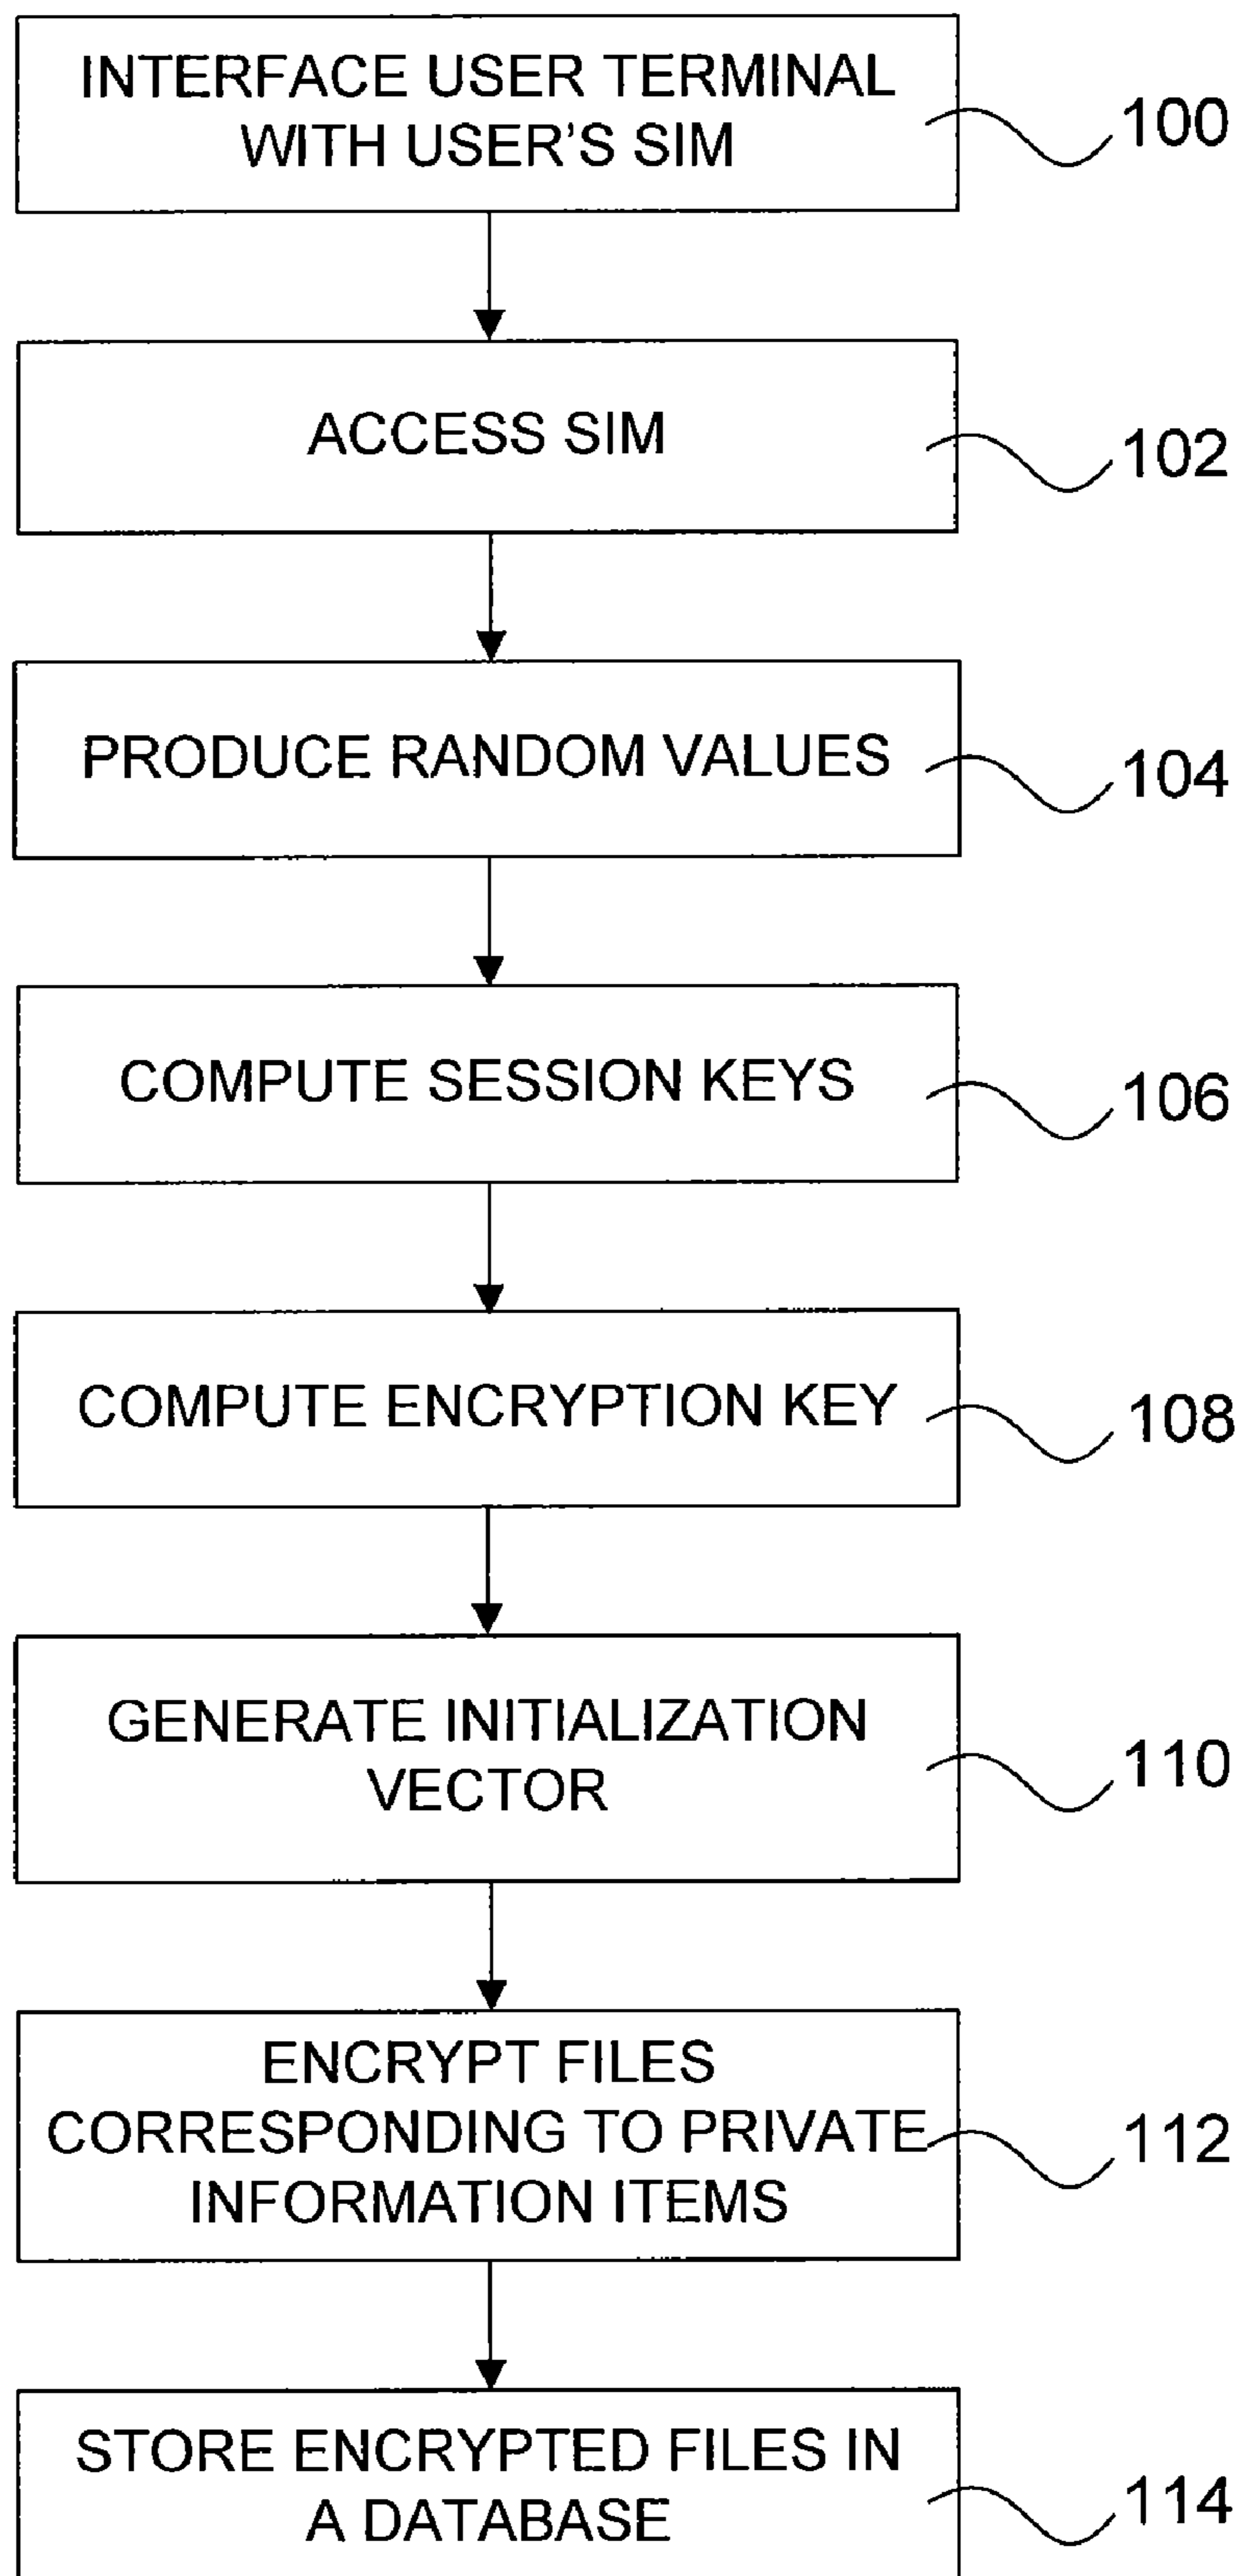 INTERFACE USER TERMINAL
WITH USER'S SIM
100
ACCESS SIM
102
PRODUCE RANDOM VALUES
104
COMPUTE SESSION KEYS
106
COMPUTE ENCRYPTION KEY
108
GENERATE INITIALIZATION
VECTOR
110
ENCRYPT FILES
CORRESPONDING TO PRIVATE
INFORMATION ITEMS
112
STORE ENCRYPTED FILES IN
A DATABASE
114